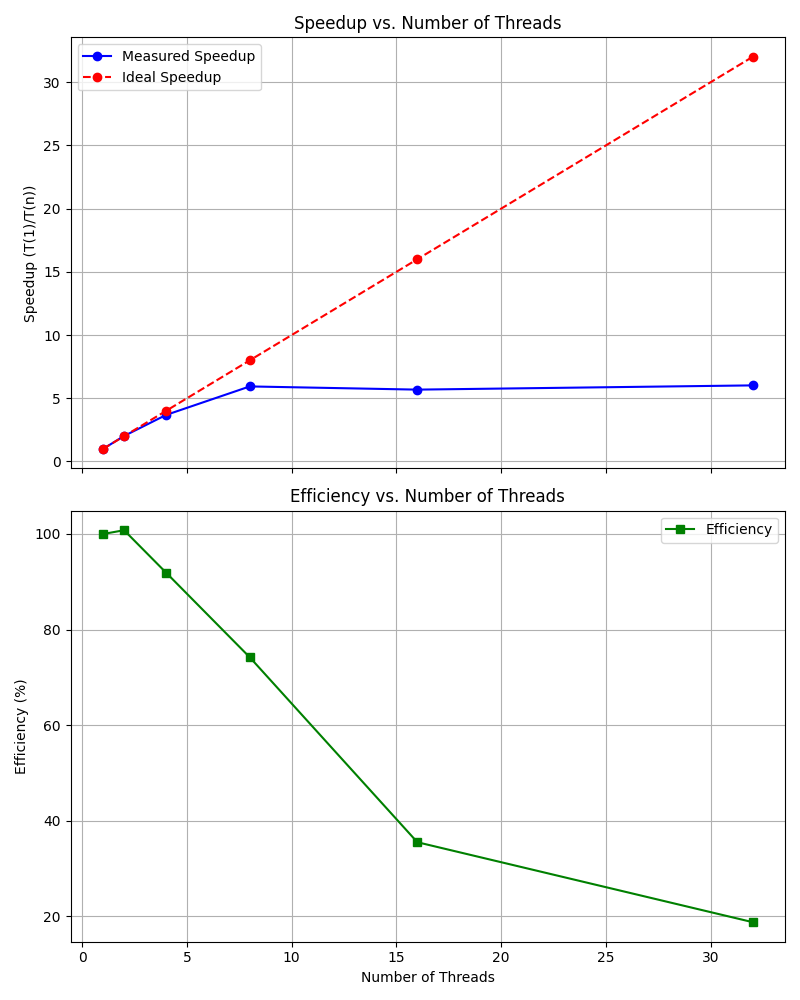 Speedup vs. Number of Threads
Measured Speedup
Ideal Speedup
30
25
20
15
10
5
0
Speedup (T(1)/T(n))
Efficiency vs. Number of Threads
Efficiency
100
80
60
40
20
Efficiency (%)
0 5 10 15 20 25 30
Number of Threads